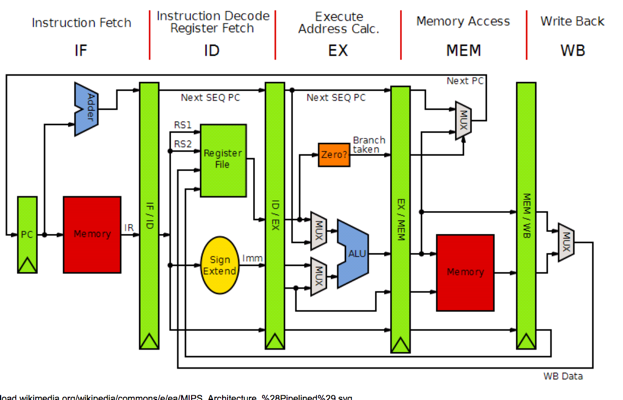 Instruction Fetch
IF
Instruction Decode
Register Fetch
ID
Execute
Address Calc.
EX
Memory Access
MEM
Write Back
WB
Next PC
Next SEQ PC
Next SEQ PC
Adder
RS1
RS2
Register
File
Branch
taken
Zero?
MUX
PC
Memory
IR
IF / ID
ID / EX
EX / MEM
MEM / WB
MUX
MUX
ALU
MUX
Sign
Extend
Imm
Memory
WB Data
load.wikimedia.org/wikipedia/commons/e/ea/MIPS_Architecture_%28Pipelined%29.svg